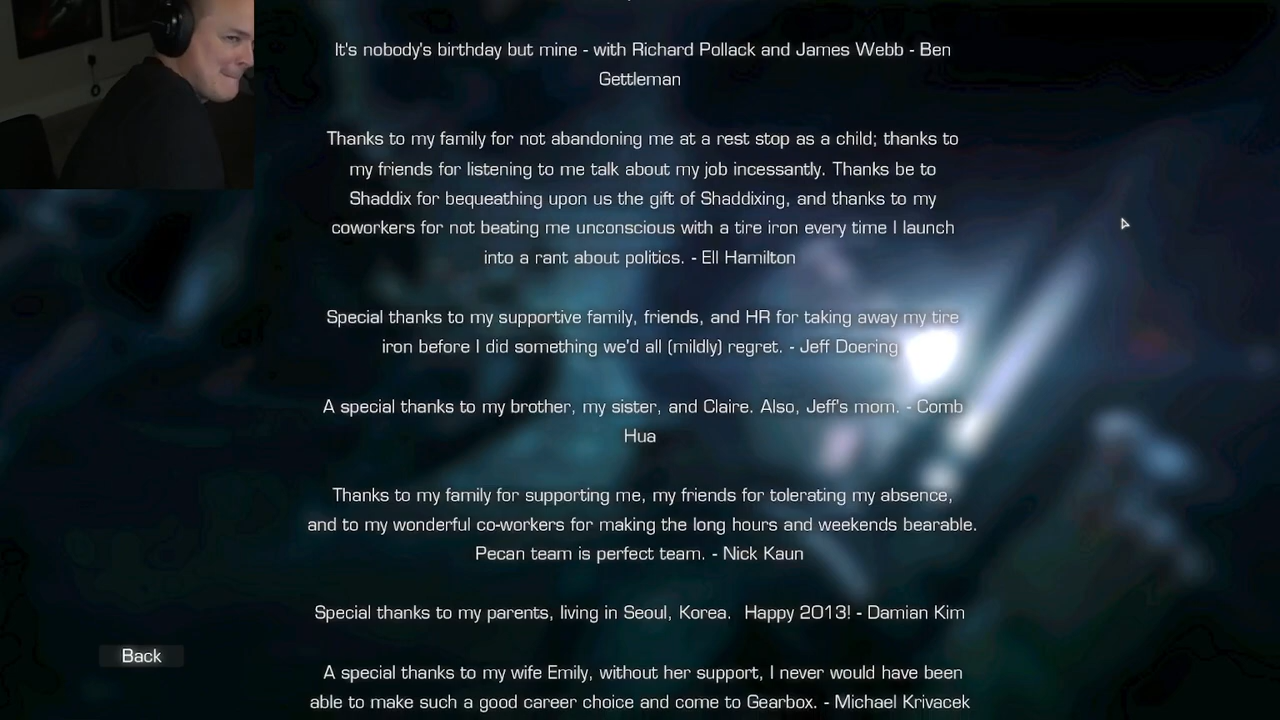 It's nobody's birthday but mine - with Richard Pollack and James Webb - Ben
Gettleman
Thanks to my family for not abandoning me at a rest stop as a child; thanks to
my friends for listening to me talk about my job incessantly. Thanks be to
Shaddix for bequeathing upon us the gift of Shaddixing, and thanks to my
coworkers for not beating me unconscious with a tire iron every time I launch
into a rant about politics. - Ell Hamilton
Special thanks to my supportive family, friends, and HR for taking away my tire
iron before I did something we'd all (mildly) regret. - Jeff Doering
A special thanks to my brother, my sister, and Claire. Also, Jeff's mom. - Comb
Hua
Thanks to my family for supporting me, my friends for tolerating my absence,
and to my wonderful co-workers for making the long hours and weekends bearable.
Pecan team is perfect team. - Nick Kaun
Special thanks to my parents, living in Seoul, Korea.  Happy 2013! - Damian Kim
Back
A special thanks to my wife Emily, without her support, I never would have been
able to make such a good career choice and come to Gearbox. - Michael Krivacek